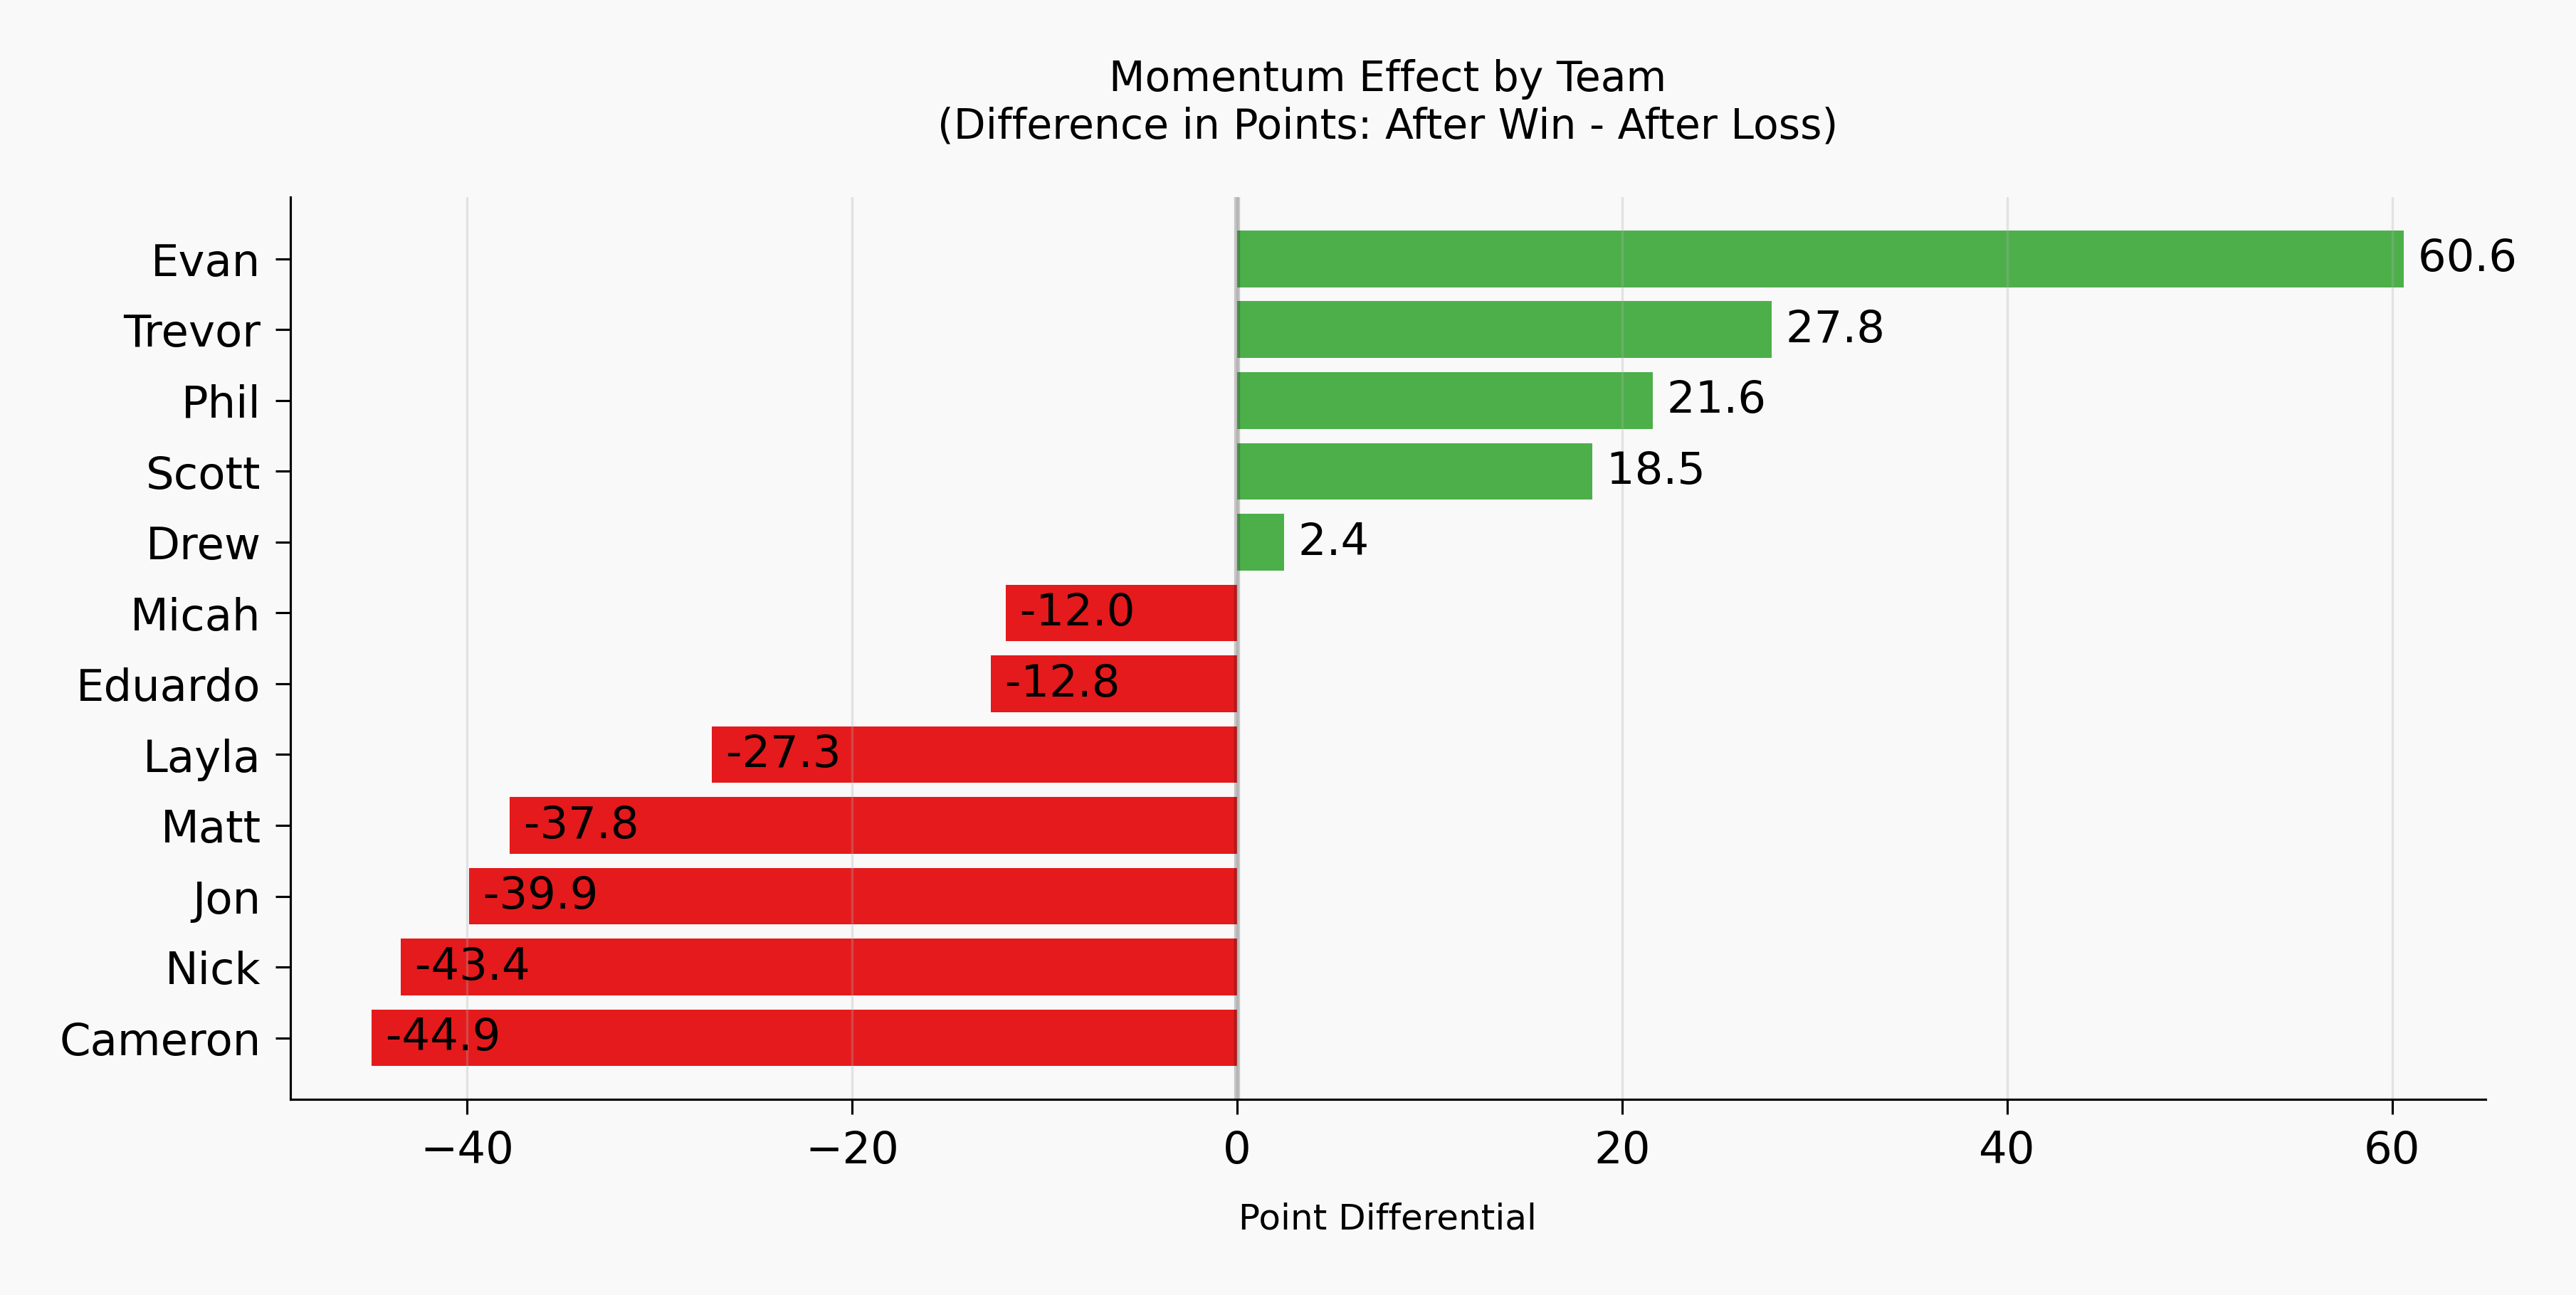 Momentum Effect by Team
(Difference in Points: After Win - After Loss)
Evan
60.6
Trevor
27.8
Phil
21.6
Scott
18.5
Drew
2.4
Micah
-12.0
Eduardo
-12.8
Layla
-27.3
Matt
-37.8
Jon
-39.9
Nick
-43.4
Cameron
-44.9
−40 −20 0 20 40 60
Point Differential